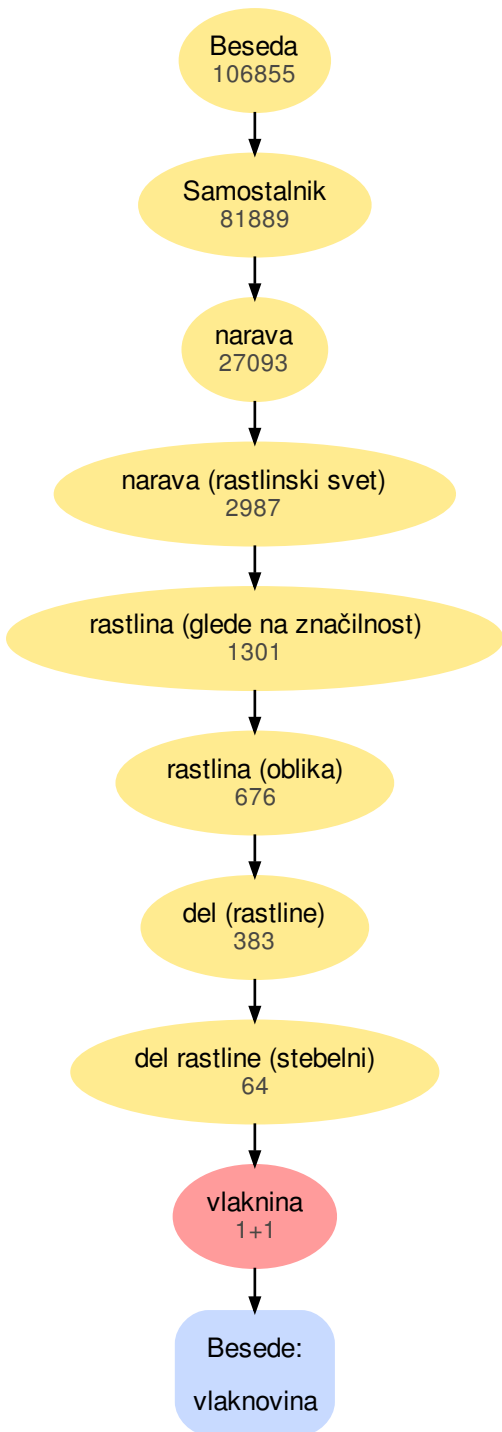 Beseda
106855
Samostalnik
81889
narava
27093
narava (rastlinski svet)
2987
rastlina (glede na značilnost)
1301
rastlina (oblika)
676
del (rastline)
383
del rastline (stebelni)
64
vlaknina
1+1
Besede:
vlaknovina